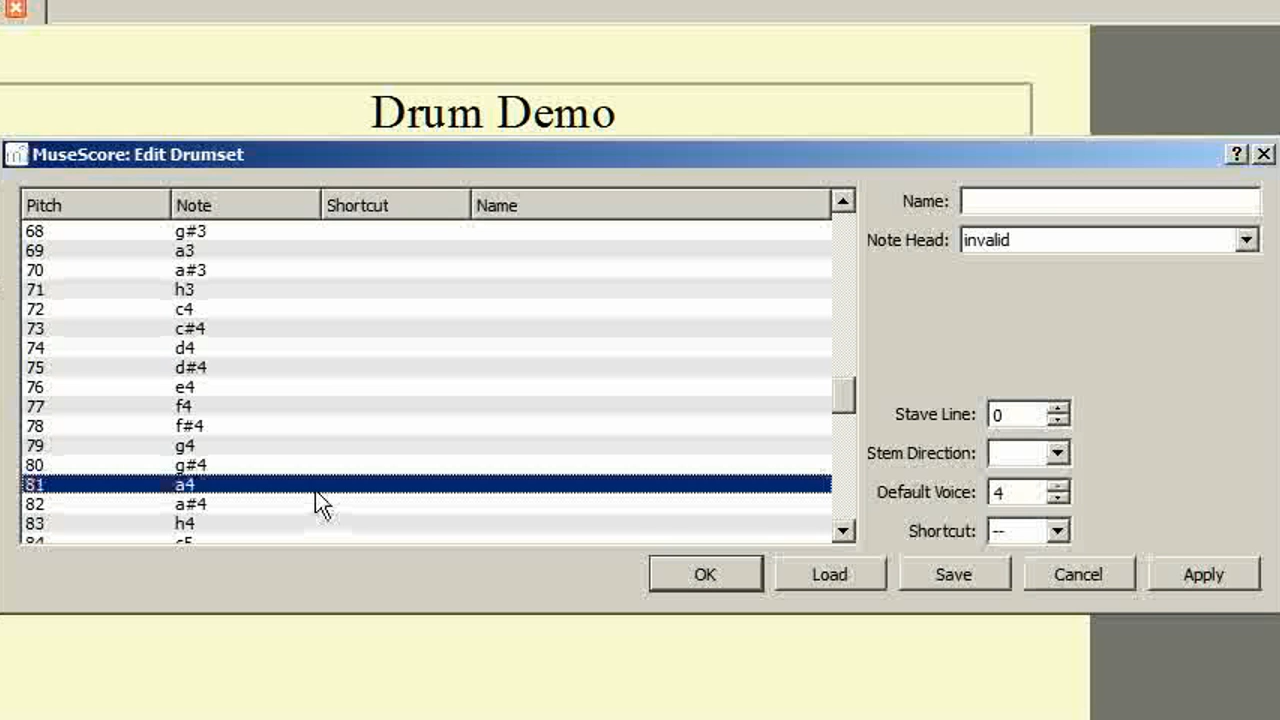 Drum Demo
MuseScore: Edit Drumset
Pitch Note Shortcut Name
68 g#3
69 a3
70 a#3
71 h3
72 c4
73 c#4
74 d4
75 d#4
76 e4
77 f4
78 f#4
79 g4
80 g#4
81 a4
82 a#4
83 h4
84 c5
Name:
Note Head: invalid
Stave Line: 0
Stem Direction:
Default Voice: 4
Shortcut: --
OK Load Save Cancel Apply